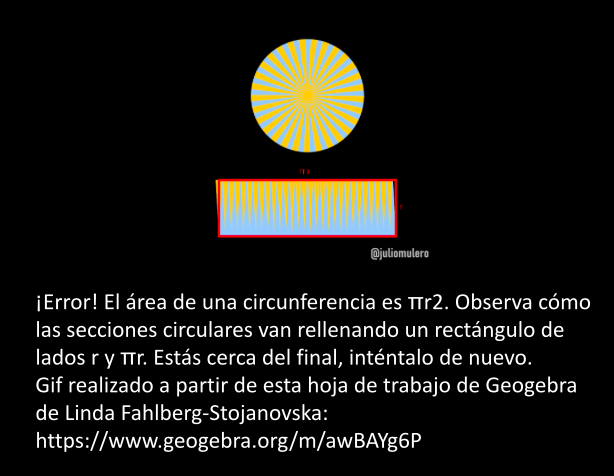 π r
r
@juliomulero
¡Error! El área de una circunferencia es πr2. Observa cómo
las secciones circulares van rellenando un rectángulo de
lados r y πr. Estás cerca del final, inténtalo de nuevo.
Gif realizado a partir de esta hoja de trabajo de Geogebra
de Linda Fahlberg-Stojanovska:
https://www.geogebra.org/m/awBAYg6P